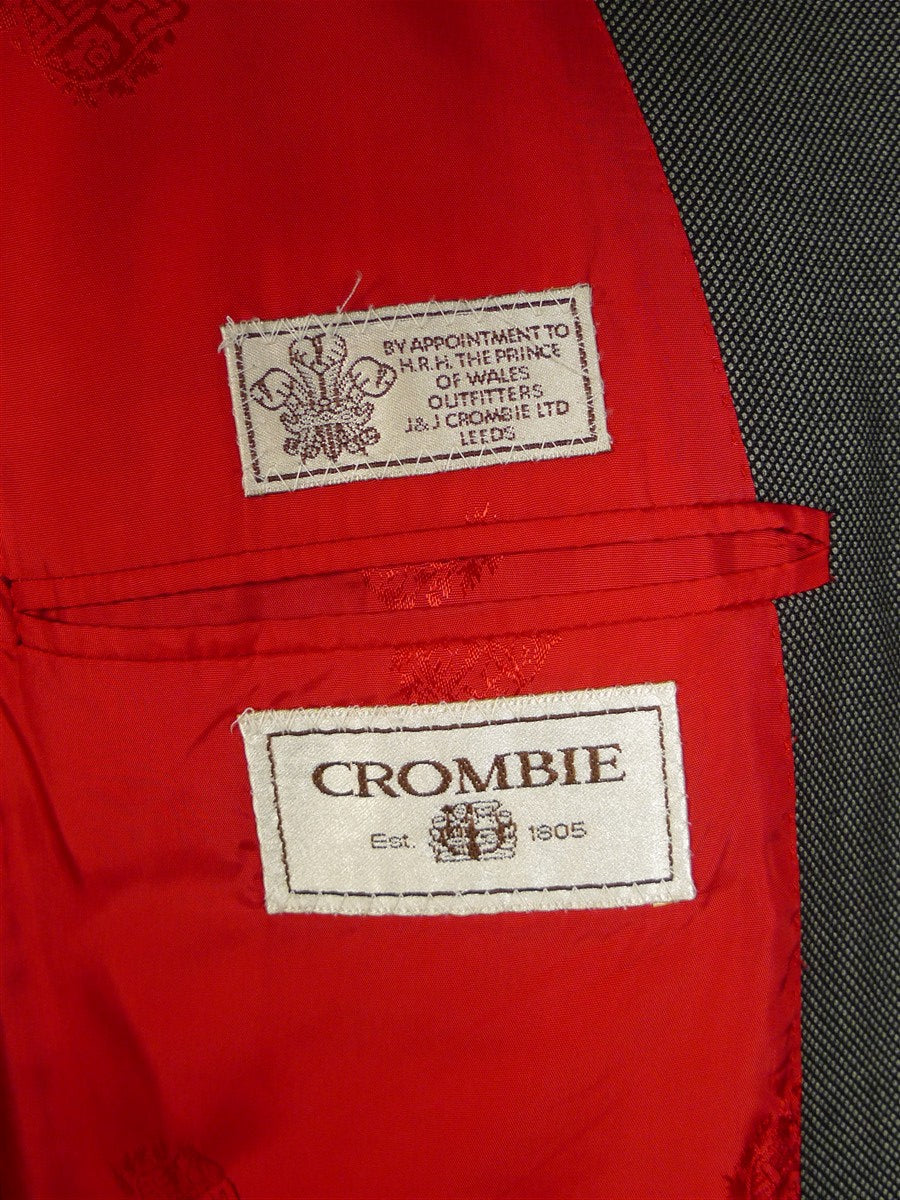 BY APPOINTMENT TO
H.R.H. THE PRINCE
OF WALES
OUTFITTERS
J&J CROMBIE LTD
LEEDS
CROMBIE
Est. 1805